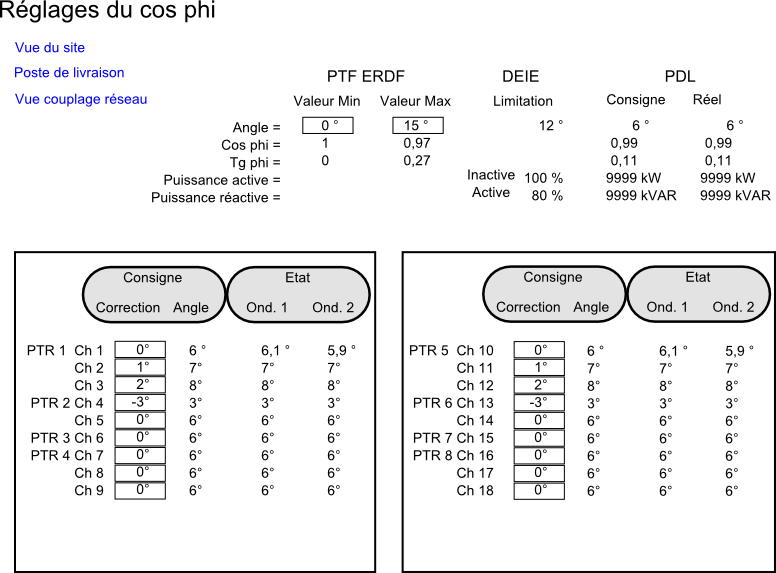 Réglages du cos phi
Vue du site
Poste de livraison
Vue couplage réseau
PTF ERDF DEIE PDL
Valeur Min Valeur Max Limitation Consigne Réel
Angle = 0 ° 15 ° 12 ° 6 ° 6 °
Cos phi = 1 0,97 0,99 0,99
Tg phi = 0 0,27 0,11 0,11
Puissance active = Inactive 100 % 9999 kW 9999 kW
Puissance réactive = Active 80 % 9999 kVAR 9999 kVAR
Consigne Etat
Correction Angle Ond. 1 Ond. 2
PTR 1 Ch 1 0° 6 ° 6,1 ° 5,9 °
Ch 2 1° 7° 7° 7°
Ch 3 2° 8° 8° 8°
PTR 2 Ch 4 -3° 3° 3° 3°
Ch 5 0° 6° 6° 6°
PTR 3 Ch 6 0° 6° 6° 6°
PTR 4 Ch 7 0° 6° 6° 6°
Ch 8 0° 6° 6° 6°
Ch 9 0° 6° 6° 6°
Consigne Etat
Correction Angle Ond. 1 Ond. 2
PTR 5 Ch 10 0° 6 ° 6,1 ° 5,9 °
Ch 11 1° 7° 7° 7°
Ch 12 2° 8° 8° 8°
PTR 6 Ch 13 -3° 3° 3° 3°
Ch 14 0° 6° 6° 6°
PTR 7 Ch 15 0° 6° 6° 6°
PTR 8 Ch 16 0° 6° 6° 6°
Ch 17 0° 6° 6° 6°
Ch 18 0° 6° 6° 6°